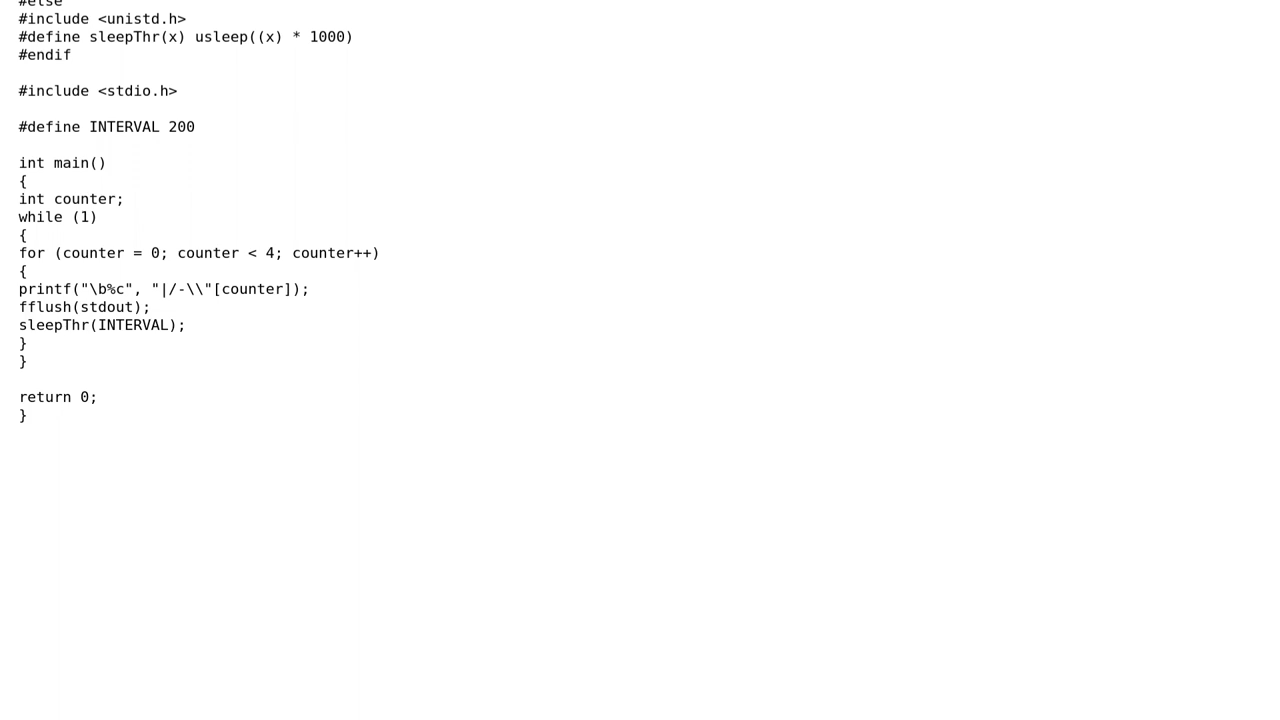 #else
#include <unistd.h>
#define sleepThr(x) usleep((x) * 1000)
#endif
#include <stdio.h>
#define INTERVAL 200
int main()
{
int counter;
while (1)
{
for (counter = 0; counter < 4; counter++)
{
printf("\b%c", "|/-\\"[counter]);
fflush(stdout);
sleepThr(INTERVAL);
}
}
return 0;
}